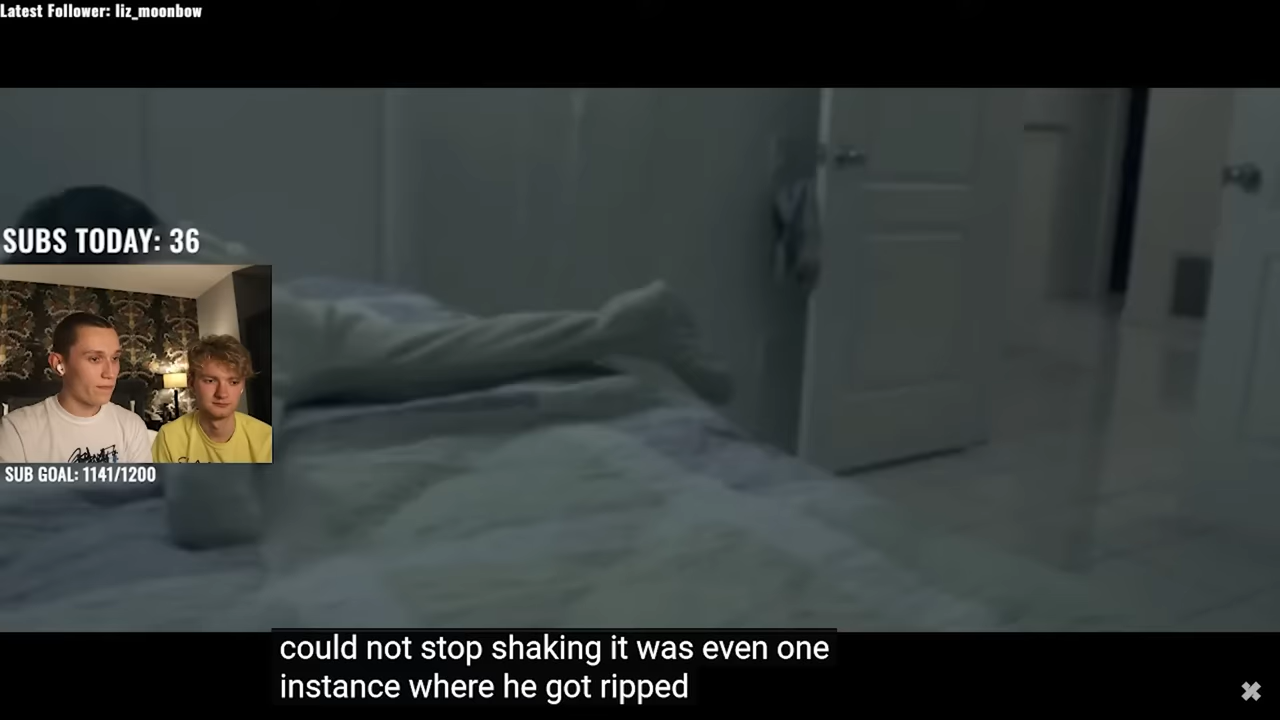 Latest Follower: liz_moonbow
SUBS TODAY: 36
SUB GOAL: 1141/1200
could not stop shaking it was even one
instance where he got ripped